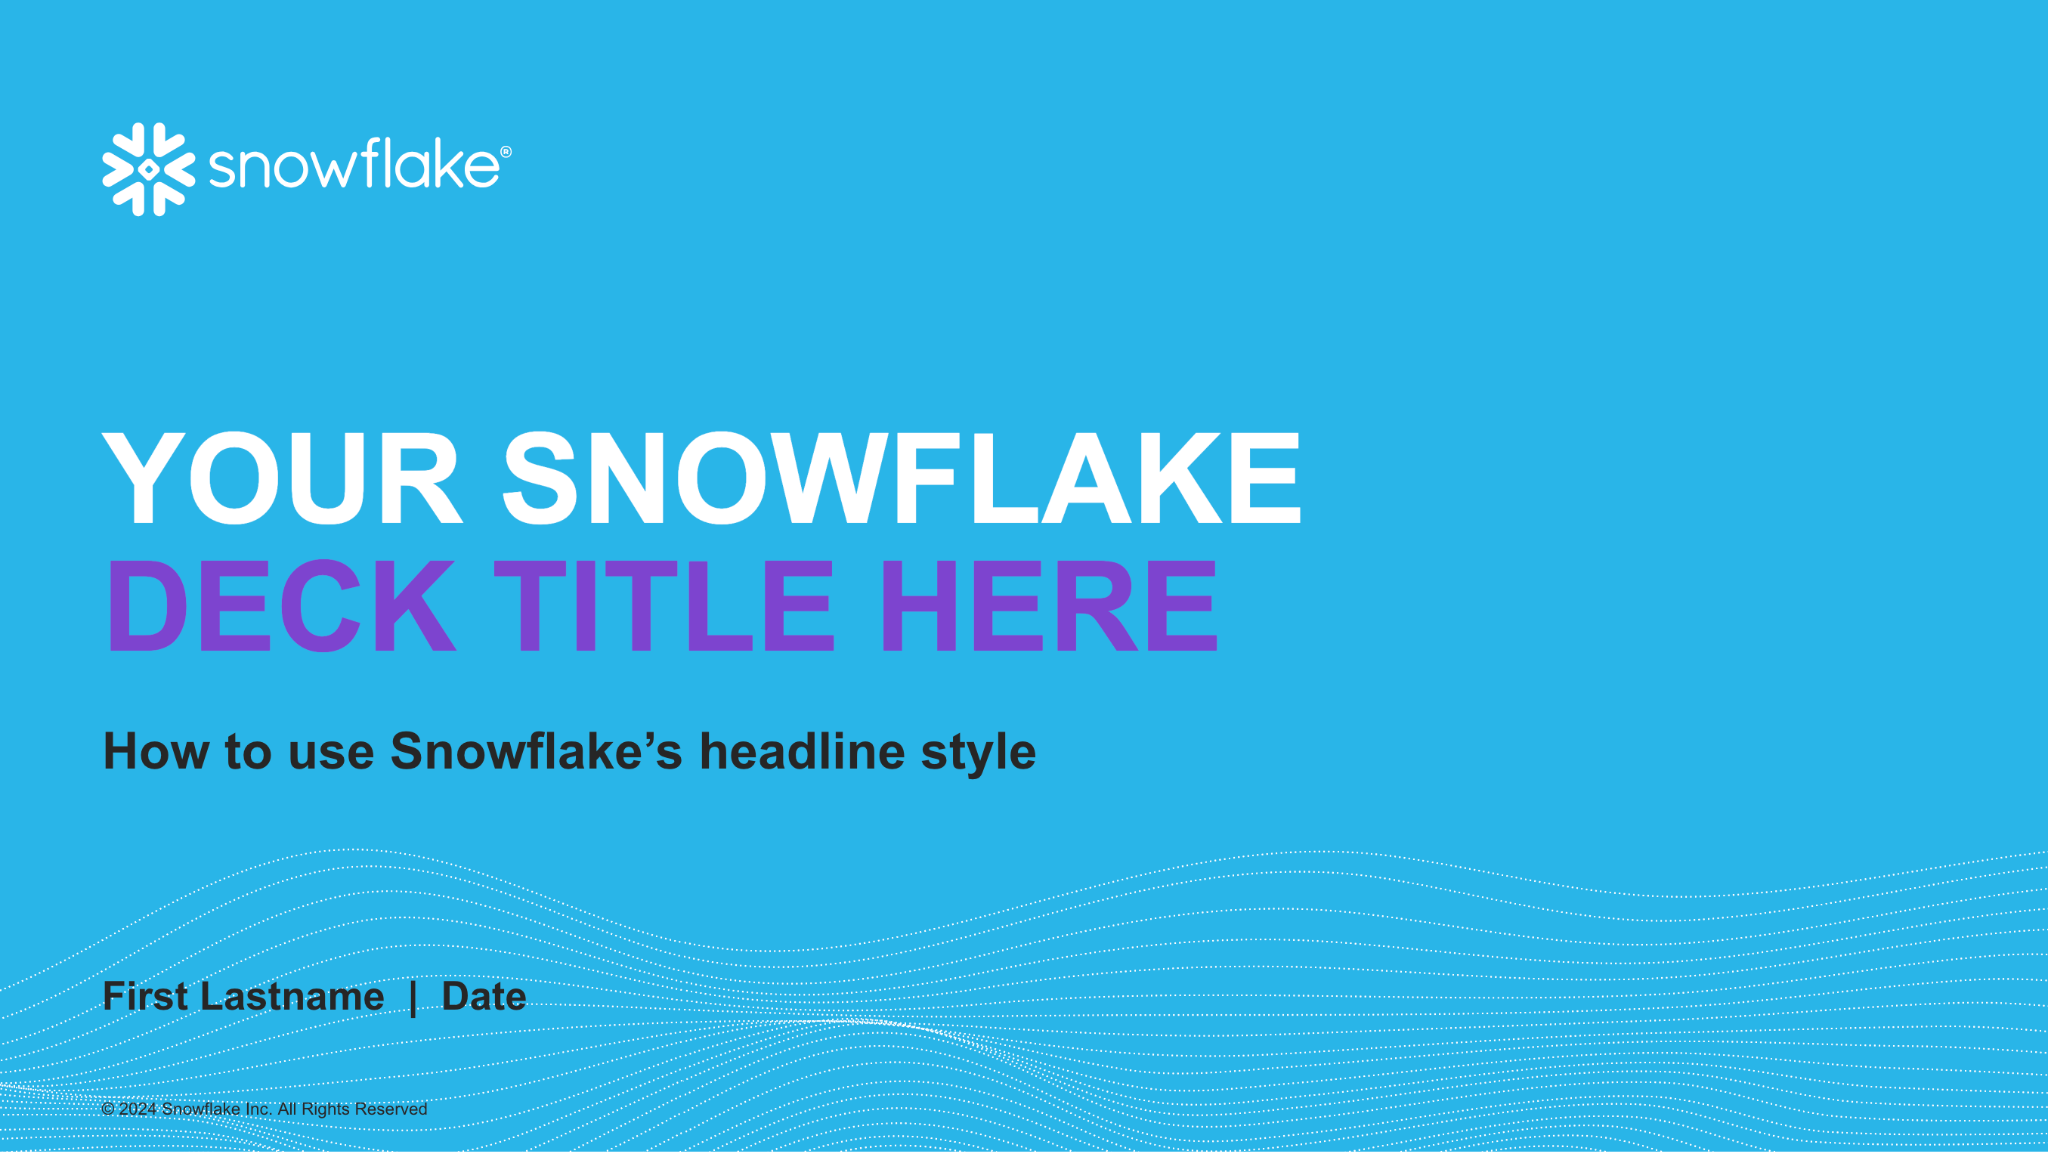 snowflake®
YOUR SNOWFLAKE
DECK TITLE HERE
How to use Snowflake’s headline style
First Lastname | Date
© 2024 Snowflake Inc. All Rights Reserved